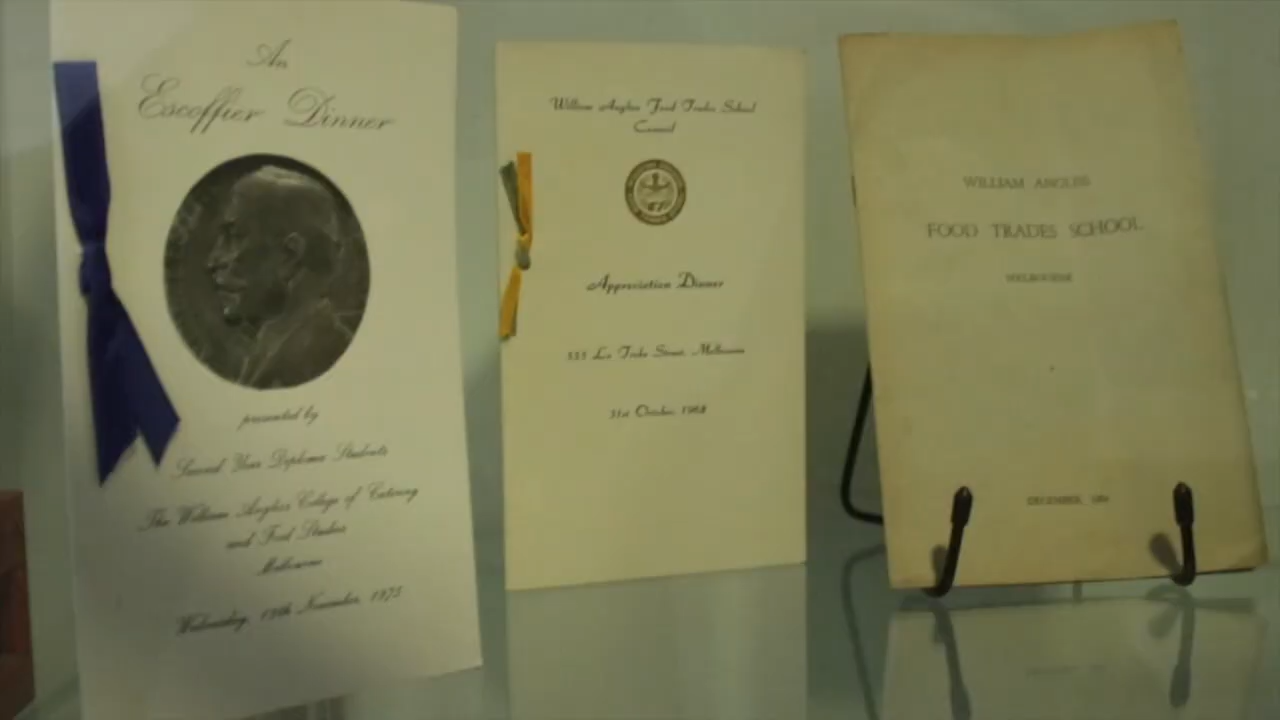 An
Escoffier Dinner
presented by
Second Year Diploma Students
The William Angliss College of Catering
and Food Studies
Melbourne
Wednesday, 19th November, 1975
William Angliss Food Trades School
Council
Appreciation Dinner
555 La Trobe Street, Melbourne
31st October, 1968
WILLIAM ANGLISS
FOOD TRADES SCHOOL
MELBOURNE
DECEMBER,